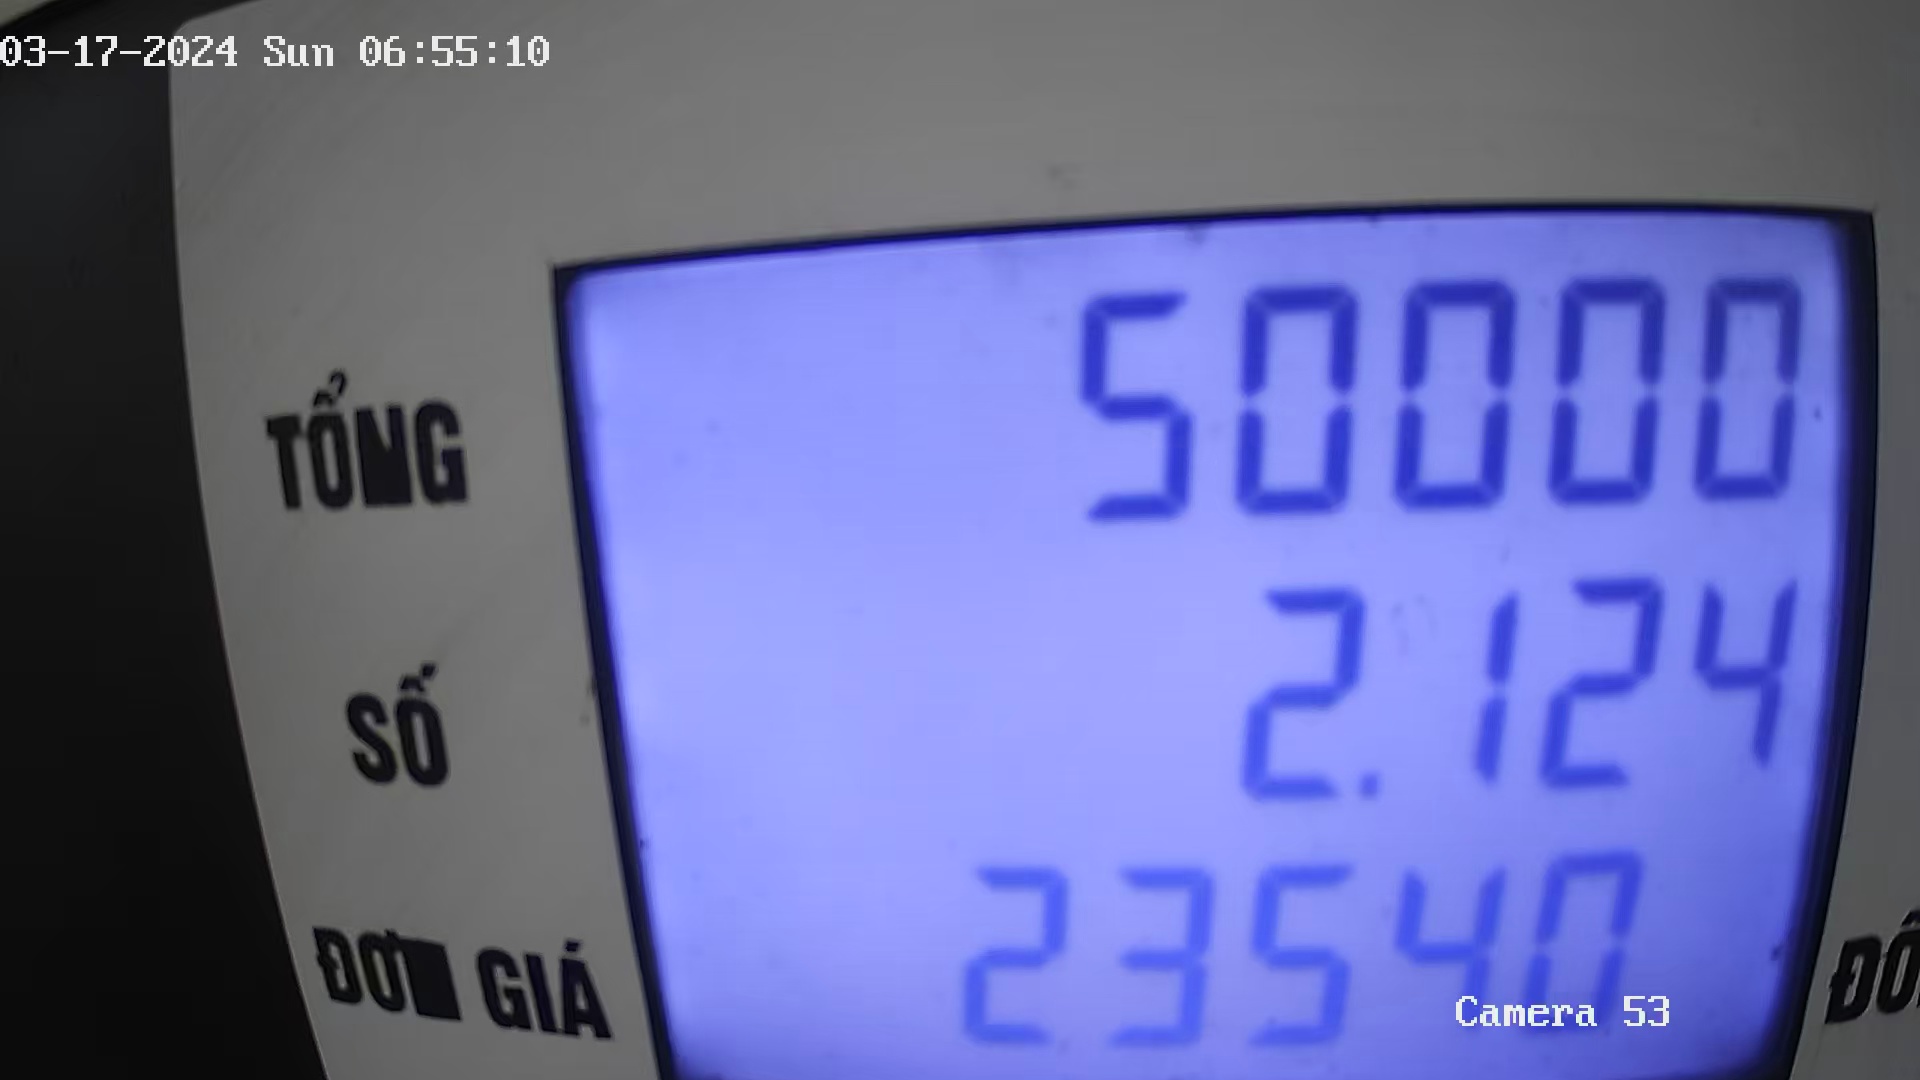 03-17-2024 Sun 06:55:10
TỔNG 50000
SỐ 2.124
ĐƠN GIÁ 23540
Camera 53